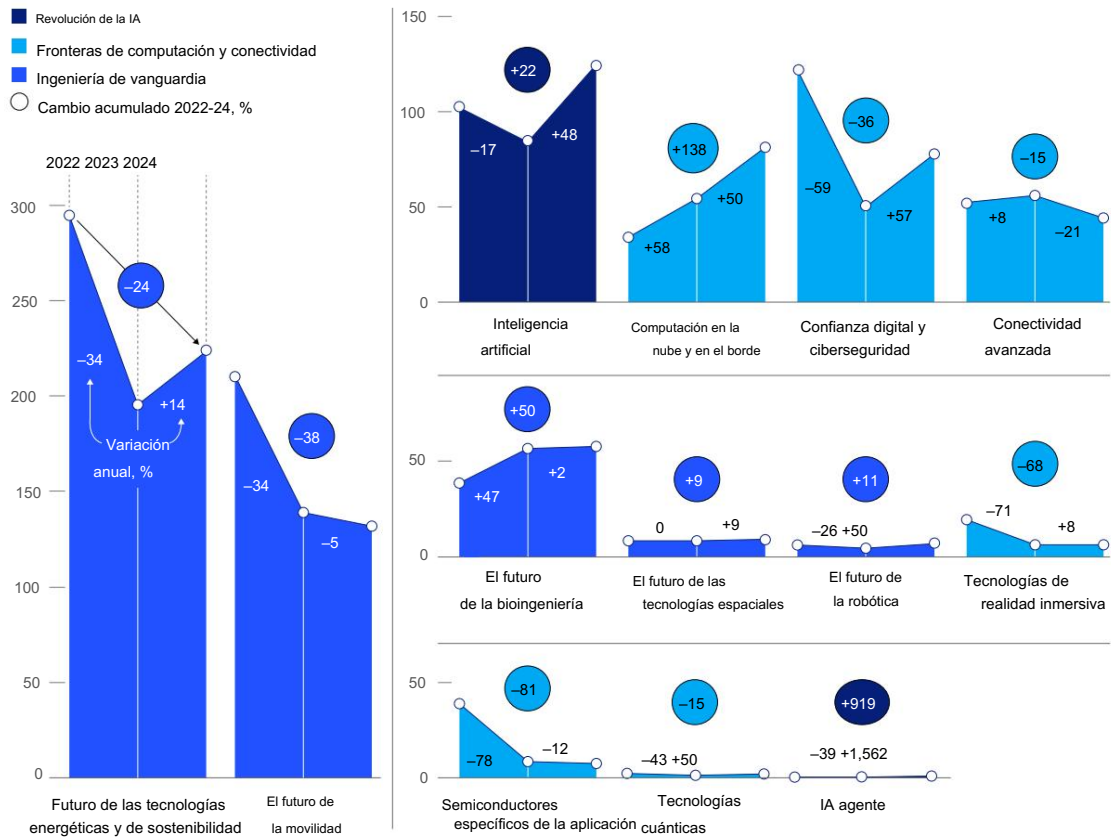 Revolución de la IA
Fronteras de computación y conectividad
Ingeniería de vanguardia
Cambio acumulado 2022-24, %
2022 2023 2024
300
250
200
150
100
50
0
–24
–34
+14
Variación
anual, %
–38
–34
–5
Futuro de las tecnologías
energéticas y de sostenibilidad
El futuro de
la movilidad
150
100
50
0
+22
–17
+48
+138
+58
+50
–36
–59
+57
–15
+8
–21
Inteligencia
artificial
Computación en la
nube y en el borde
Confianza digital y
ciberseguridad
Conectividad
avanzada
50
0
+50
+47
+2
+9
0
+9
+11
–26 +50
–68
–71
+8
El futuro
de la bioingeniería
El futuro de las
tecnologías espaciales
El futuro de
la robótica
Tecnologías de
realidad inmersiva
50
0
–81
–78
–12
–15
–43 +50
+919
–39 +1,562
Semiconductores
específicos de la aplicación
Tecnologías
cuánticas
IA agente